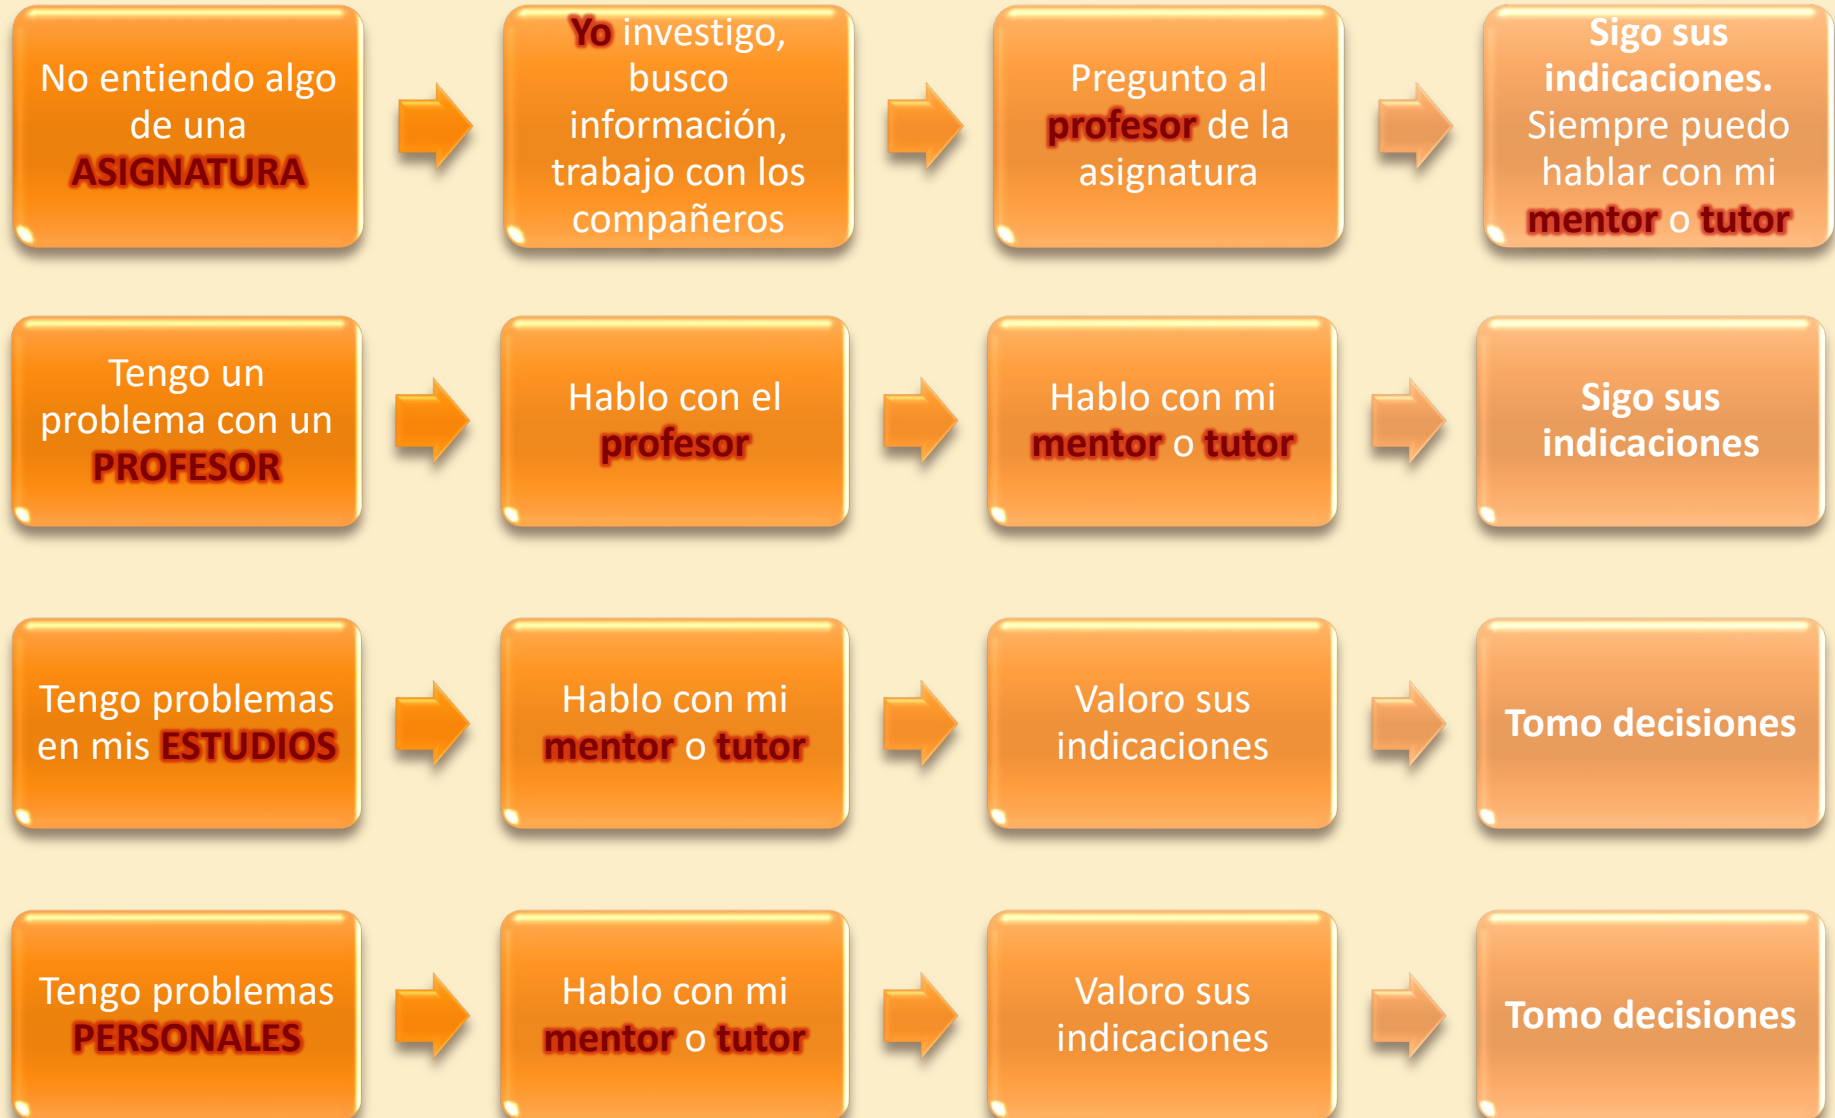 No entiendo algo
de una
ASIGNATURA
Yo investigo,
busco
información,
trabajo con los
compañeros
Pregunto al
profesor de la
asignatura
Sigo sus
indicaciones.
Siempre puedo
hablar con mi
mentor o tutor
Tengo un
problema con un
PROFESOR
Hablo con el
profesor
Hablo con mi
mentor o tutor
Sigo sus
indicaciones
Tengo problemas
en mis ESTUDIOS
Hablo con mi
mentor o tutor
Valoro sus
indicaciones
Tomo decisiones
Tengo problemas
PERSONALES
Hablo con mi
mentor o tutor
Valoro sus
indicaciones
Tomo decisiones